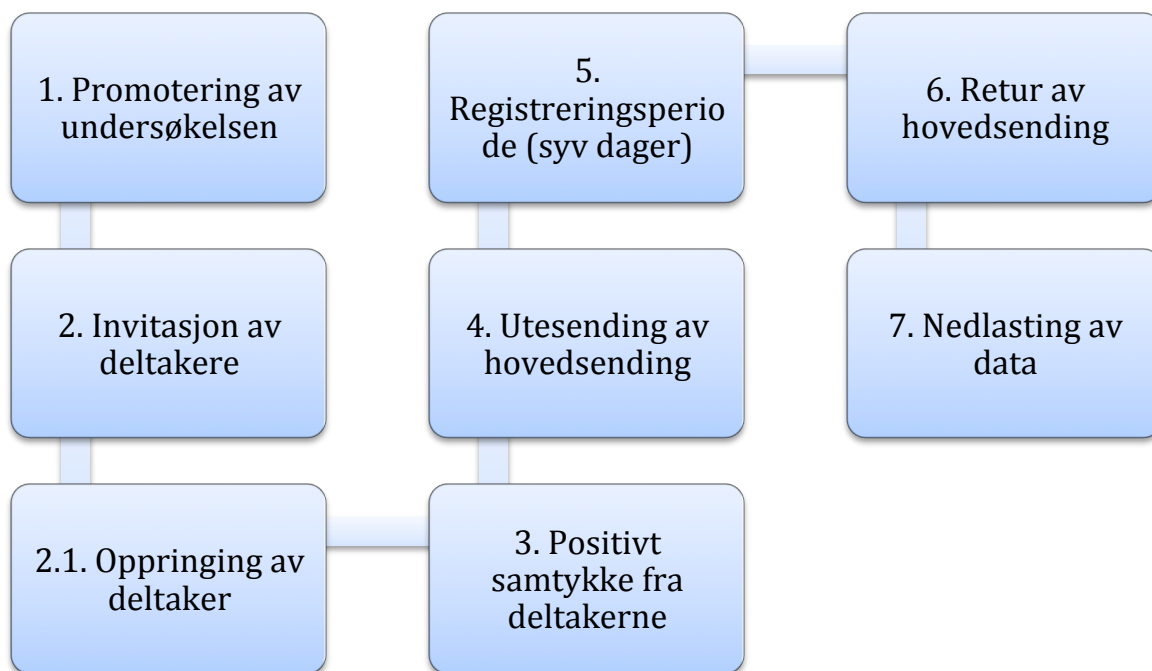 1. Promotering av
undersøkelsen
2. Invitasjon av
deltakere
2.1. Oppringing av
deltaker
3. Positivt
samtykke fra
deltakerne
4. Utesending av
hovedsending
5.
Registreringsperio
de (syv dager)
6. Retur av
hovedsending
7. Nedlasting av
data